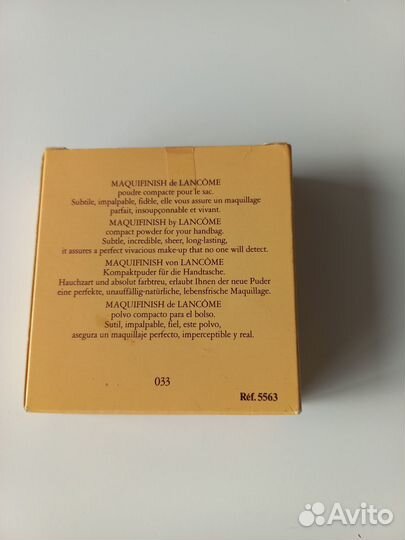 MAQUIFINISH de LANCÔME
poudre compacte pour le sac.
Subtile, impalpable, fidèle, elle vous assure un maquillage
parfait, insoupçonnable et vivant.
MAQUIFINISH by LANCÔME
compact powder for your handbag.
Subtle, incredible, sheer, long-lasting,
it assures a perfect vivacious make-up that no one will detect.
MAQUIFINISH von LANCÔME
Kompaktpuder für die Handtasche.
Hauchzart und absolut farbtreu, erlaubt Ihnen der neue Puder
eine perfekte, unauffällig-natürliche, lebensfrische Maquillage.
MAQUIFINISH de LANCÔME
polvo compacto para el bolso.
Sutil, impalpable, fiel, este polvo,
asegura un maquillaje perfecto, imperceptible y real.
033
Réf. 5563
Avito